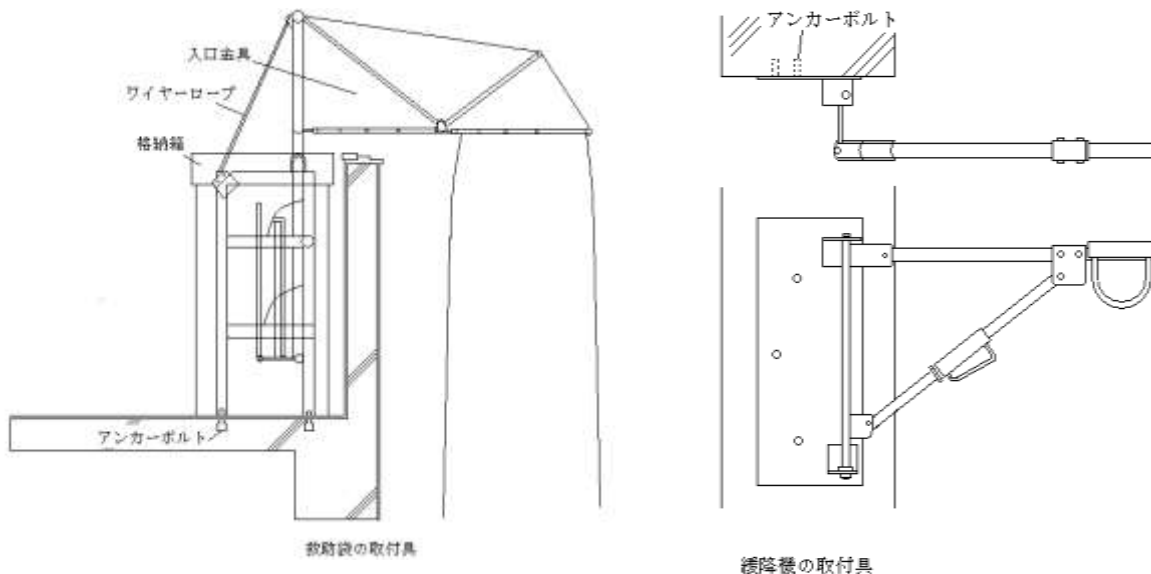 入口金具
ワイヤーロープ
格納箱
アンカーボルト
救助袋の取付具
アンカーボルト
緩降機の取付具